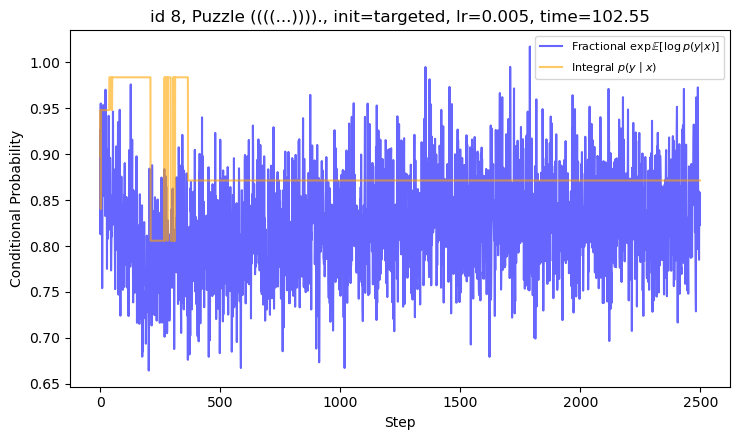 id 8, Puzzle ((((...))))., init=targeted, lr=0.005, time=102.55
Fractional exp𝔼[log p(y|x)]
Integral p(y | x)
Conditional Probability
1.00
0.95
0.90
0.85
0.80
0.75
0.70
0.65
0
500
1000
1500
2000
2500
Step